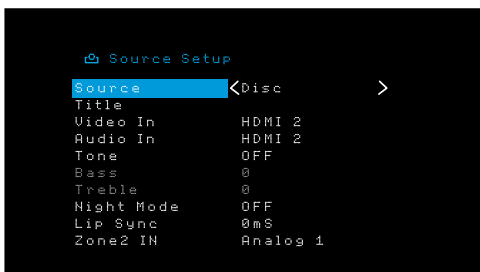 Source Setup
Source Disc
Title
Video In HDMI 2
Audio In HDMI 2
Tone OFF
Bass 0
Treble 0
Night Mode OFF
Lip Sync 0mS
Zone2 IN Analog 1